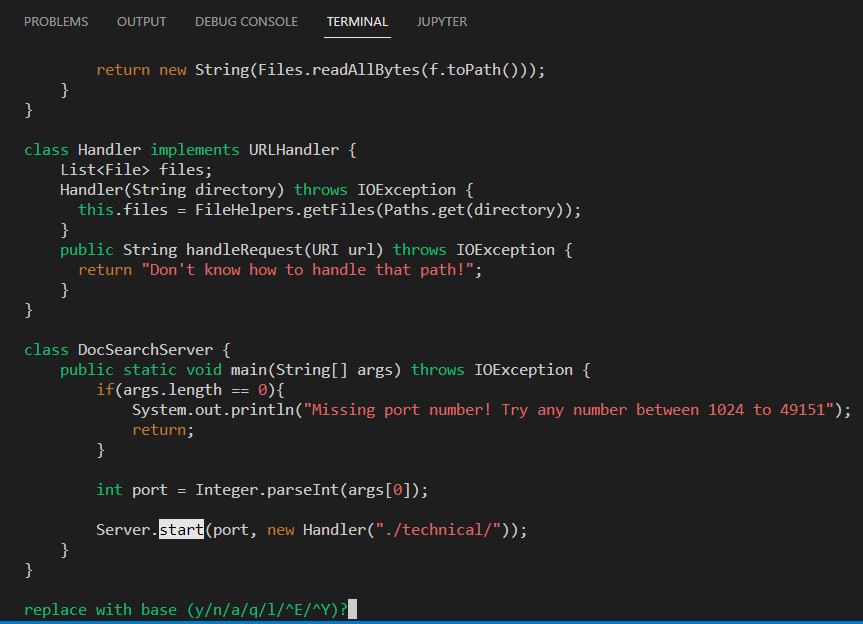 PROBLEMS OUTPUT DEBUG CONSOLE TERMINAL JUPYTER
        return new String(Files.readAllBytes(f.toPath()));
    }
}

class Handler implements URLHandler {
    List<File> files;
    Handler(String directory) throws IOException {
      this.files = FileHelpers.getFiles(Paths.get(directory));
    }
    public String handleRequest(URI url) throws IOException {
      return "Don't know how to handle that path!";
    }
}

class DocSearchServer {
    public static void main(String[] args) throws IOException {
        if(args.length == 0){
            System.out.println("Missing port number! Try any number between 1024 to 49151");
            return;
        }

        int port = Integer.parseInt(args[0]);

        Server.start(port, new Handler("./technical/"));
    }
}

replace with base (y/n/a/q/l/^E/^Y)?